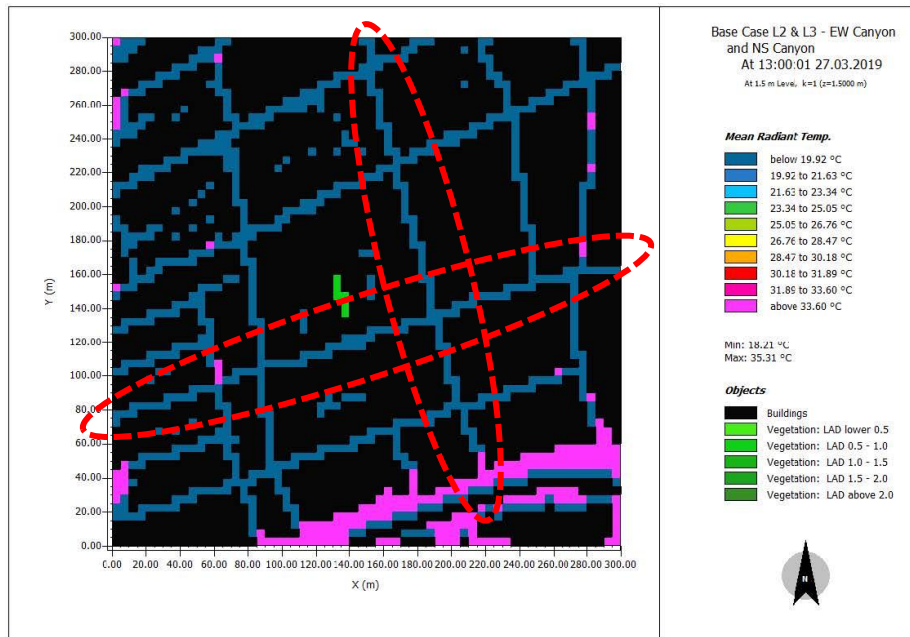 Base Case L2 & L3 - EW Canyon
and NS Canyon
At 13:00:01 27.03.2019
At 1.5 m Level, k=1 (z=1.5000 m)
Mean Radiant Temp.
below 19.92 °C
19.92 to 21.63 °C
21.63 to 23.34 °C
23.34 to 25.05 °C
25.05 to 26.76 °C
26.76 to 28.47 °C
28.47 to 30.18 °C
30.18 to 31.89 °C
31.89 to 33.60 °C
above 33.60 °C
Min: 18.21 °C
Max: 35.31 °C
Objects
Buildings
Vegetation: LAD lower 0.5
Vegetation: LAD 0.5 - 1.0
Vegetation: LAD 1.0 - 1.5
Vegetation: LAD 1.5 - 2.0
Vegetation: LAD above 2.0
N
300.00
280.00
260.00
240.00
220.00
200.00
180.00
160.00
140.00
120.00
100.00
80.00
60.00
40.00
20.00
0.00
Y (m)
0.00 20.00 40.00 60.00 80.00 100.00 120.00 140.00 160.00 180.00 200.00 220.00 240.00 260.00 280.00 300.00
X (m)